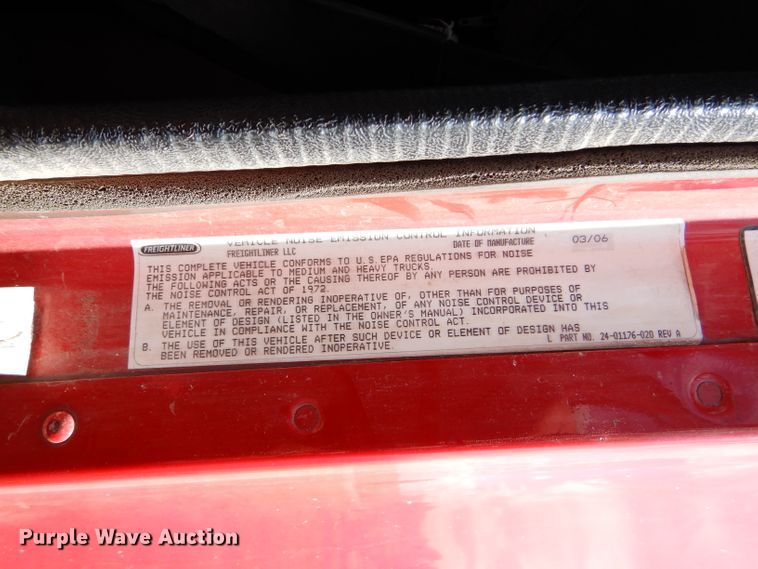 FREIGHTLINER
VEHICLE NOISE EMISSION CONTROL INFORMATION
FREIGHTLINER LLC DATE OF MANUFACTURE 03/06
THIS COMPLETE VEHICLE CONFORMS TO U.S.EPA REGULATIONS FOR NOISE
EMISSION APPLICABLE TO MEDIUM AND HEAVY TRUCKS.
THE FOLLOWING ACTS OR THE CAUSING THEREOF BY ANY PERSON ARE PROHIBITED BY
THE NOISE CONTROL ACT OF 1972.
A. THE REMOVAL OR RENDERING INOPERATIVE OF, OTHER THAN FOR PURPOSES OF
MAINTENANCE, REPAIR, OR REPLACEMENT, OF ANY NOISE CONTROL DEVICE OR
ELEMENT OF DESIGN (LISTED IN THE OWNER'S MANUAL) INCORPORATED INTO THIS
VEHICLE IN COMPLIANCE WITH THE NOISE CONTROL ACT.
B. THE USE OF THIS VEHICLE AFTER SUCH DEVICE OR ELEMENT OF DESIGN HAS
BEEN REMOVED OR RENDERED INOPERATIVE.
L PART NO. 24-01176-020 REV A
Purple Wave Auction